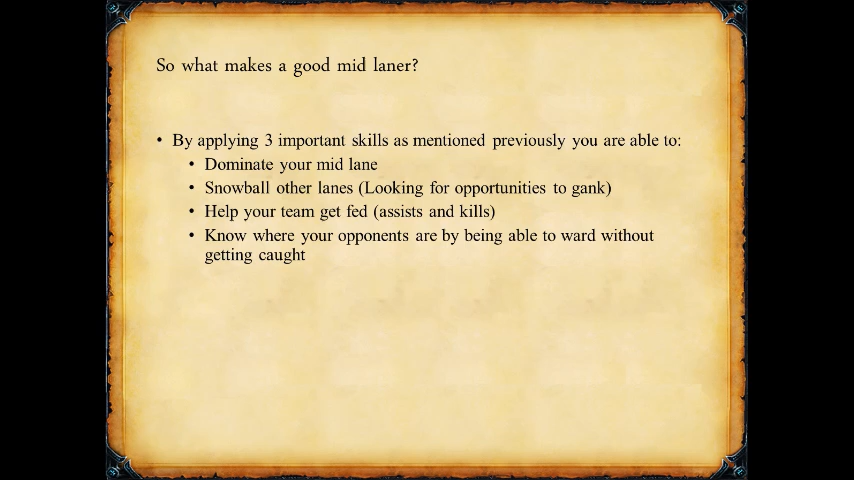 So what makes a good mid laner?
• By applying 3 important skills as mentioned previously you are able to:
• Dominate your mid lane
• Snowball other lanes (Looking for opportunities to gank)
• Help your team get fed (assists and kills)
• Know where your opponents are by being able to ward without
getting caught